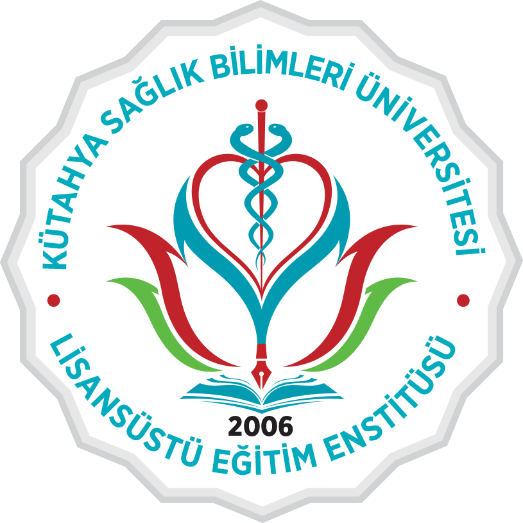 KÜTAHYA SAĞLIK BİLİMLERİ ÜNİVERSİTESİ
2006
LİSANSÜSTÜ EĞİTİM ENSTİTÜSÜ